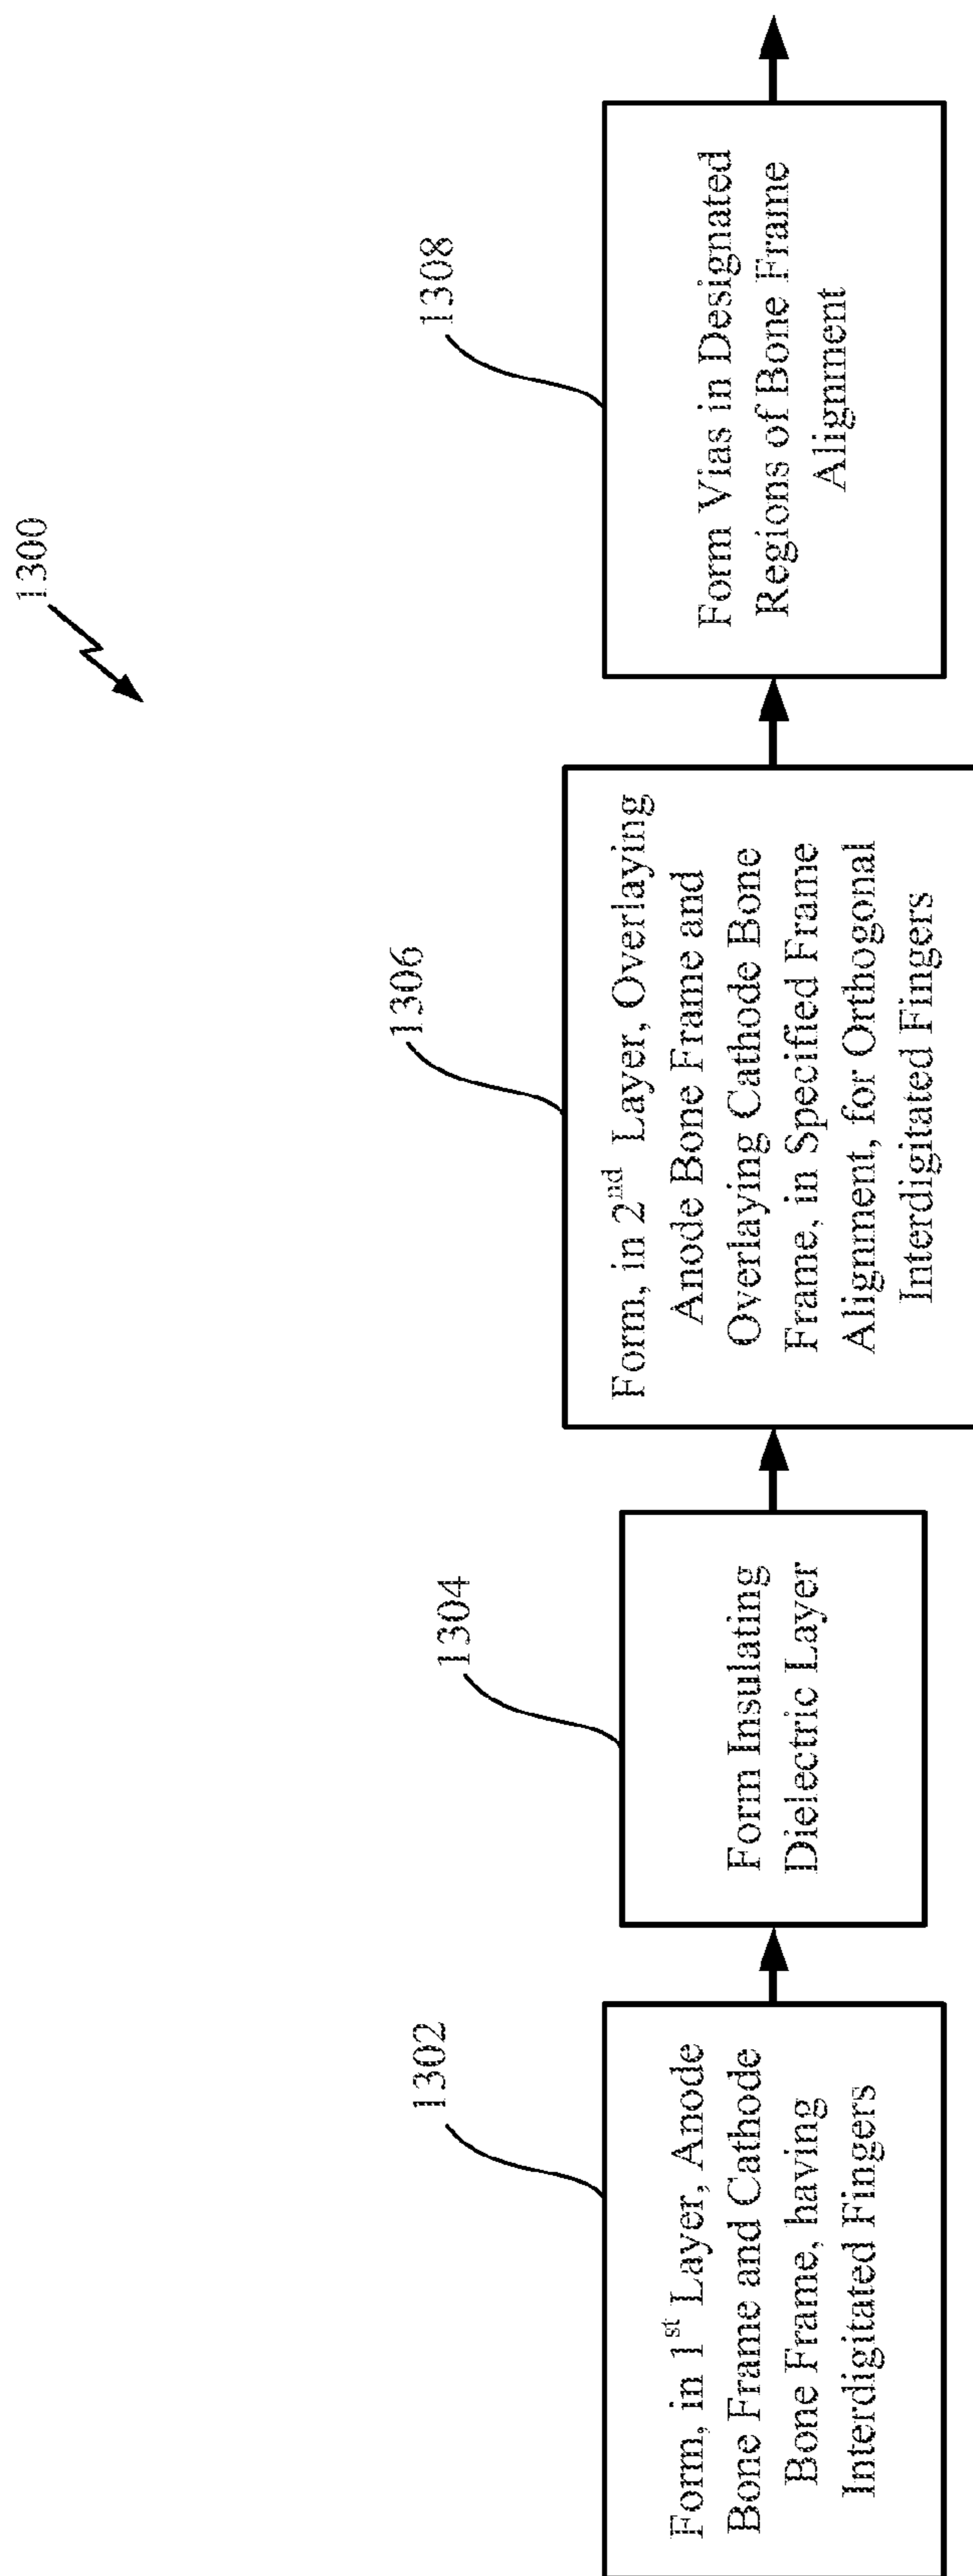 1300
1302
Form, in 1st Layer, Anode
Bone Frame and Cathode
Bone Frame, having
Interdigitated Fingers
1304
Form Insulating
Dielectric Layer
1306
Form, in 2nd Layer, Overlaying
Anode Bone Frame and
Overlaying Cathode Bone
Frame, in Specified Frame
Alignment, for Orthogonal
Interdigitated Fingers
1308
Form Vias in Designated
Regions of Bone Frame
Alignment